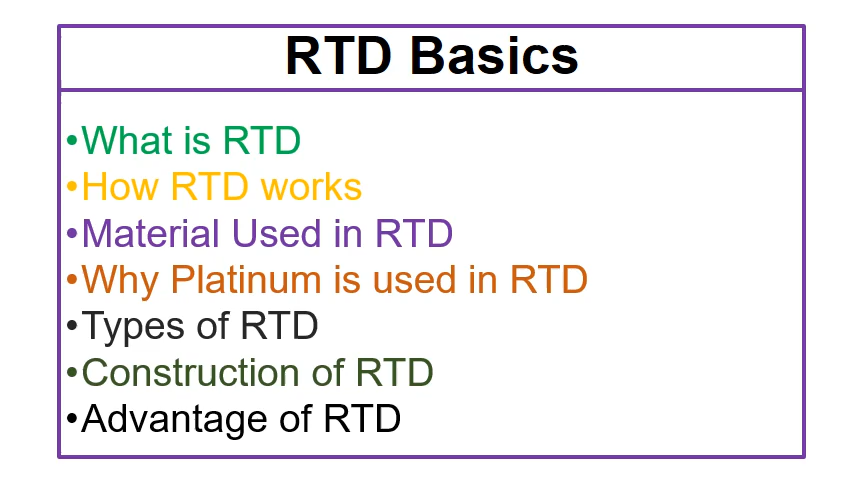 RTD Basics
•What is RTD
•How RTD works
•Material Used in RTD
•Why Platinum is used in RTD
•Types of RTD
•Construction of RTD
•Advantage of RTD